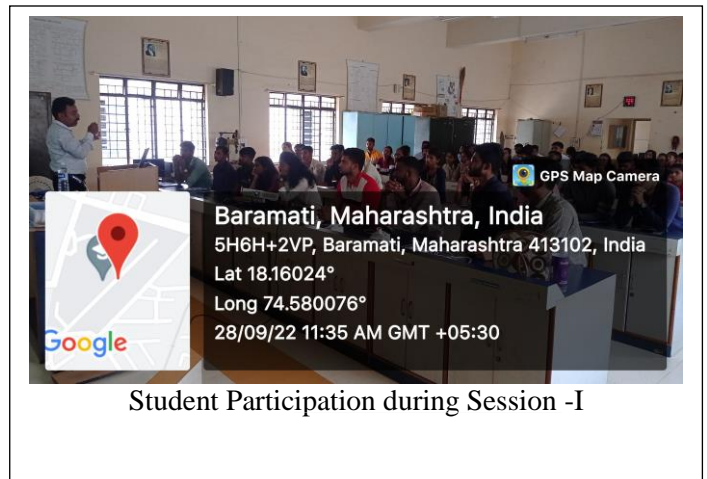 GPS Map Camera
Baramati, Maharashtra, India
5H6H+2VP, Baramati, Maharashtra 413102, India
Lat 18.16024°
Long 74.580076°
28/09/22 11:35 AM GMT +05:30
Google
Student Participation during Session -I